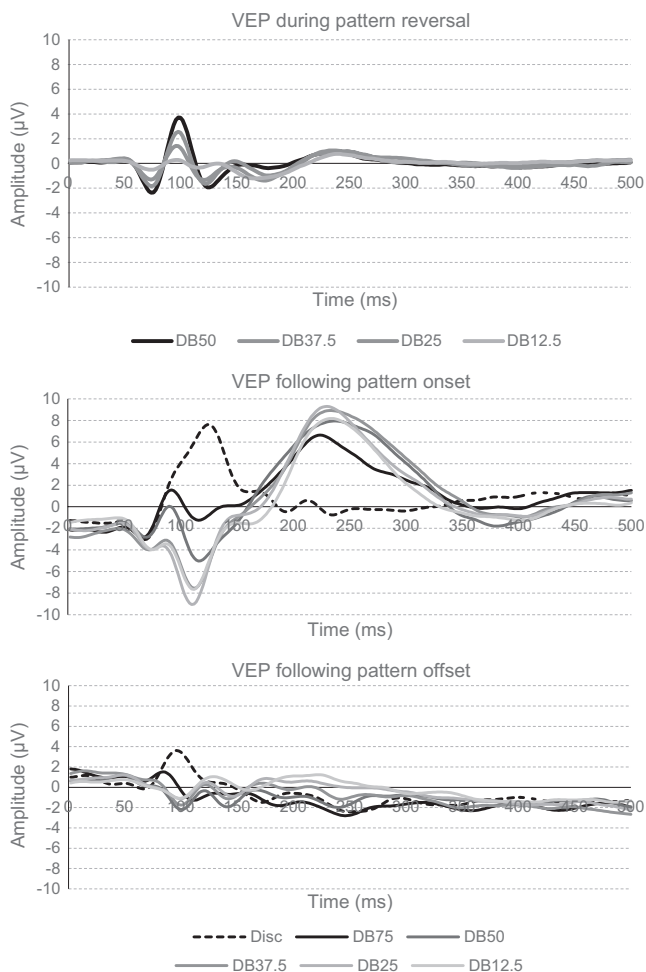 VEP during pattern reversal
10
8
6
4
2
0
-2
-4
-6
-8
-10
Amplitude (µV)
0 50 100 150 200 250 300 350 400 450 500
Time (ms)
DB50 DB37.5 DB25 DB12.5
VEP following pattern onset
10
8
6
4
2
0
-2
-4
-6
-8
-10
Amplitude (µV)
0 50 100 150 200 250 300 350 400 450 500
Time (ms)
VEP following pattern offset
10
8
6
4
2
0
-2
-4
-6
-8
-10
Amplitude (µV)
0 50 100 150 200 250 300 350 400 450 500
Time (ms)
Disc DB75 DB50
DB37.5 DB25 DB12.5